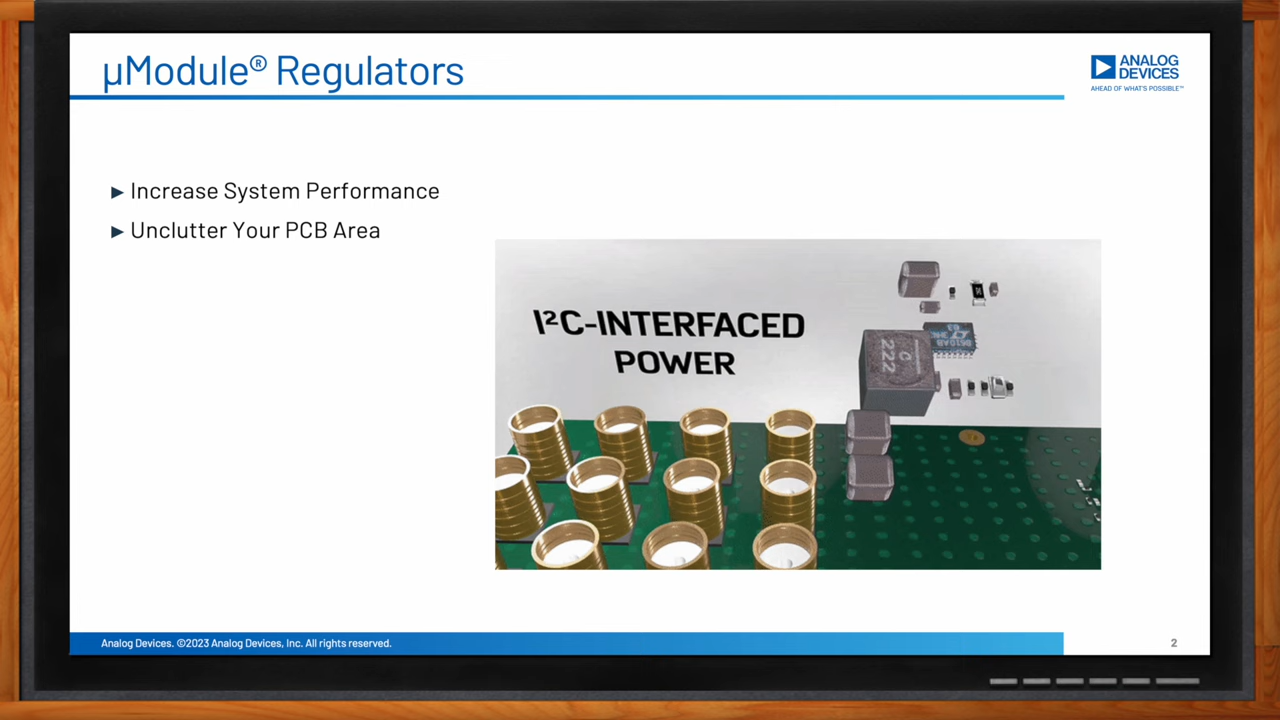 µModule® Regulators
ANALOG
DEVICES
AHEAD OF WHAT'S POSSIBLE™
► Increase System Performance
► Unclutter Your PCB Area
I²C-INTERFACED
POWER
C
222
Analog Devices. ©2023 Analog Devices, Inc. All rights reserved.
2